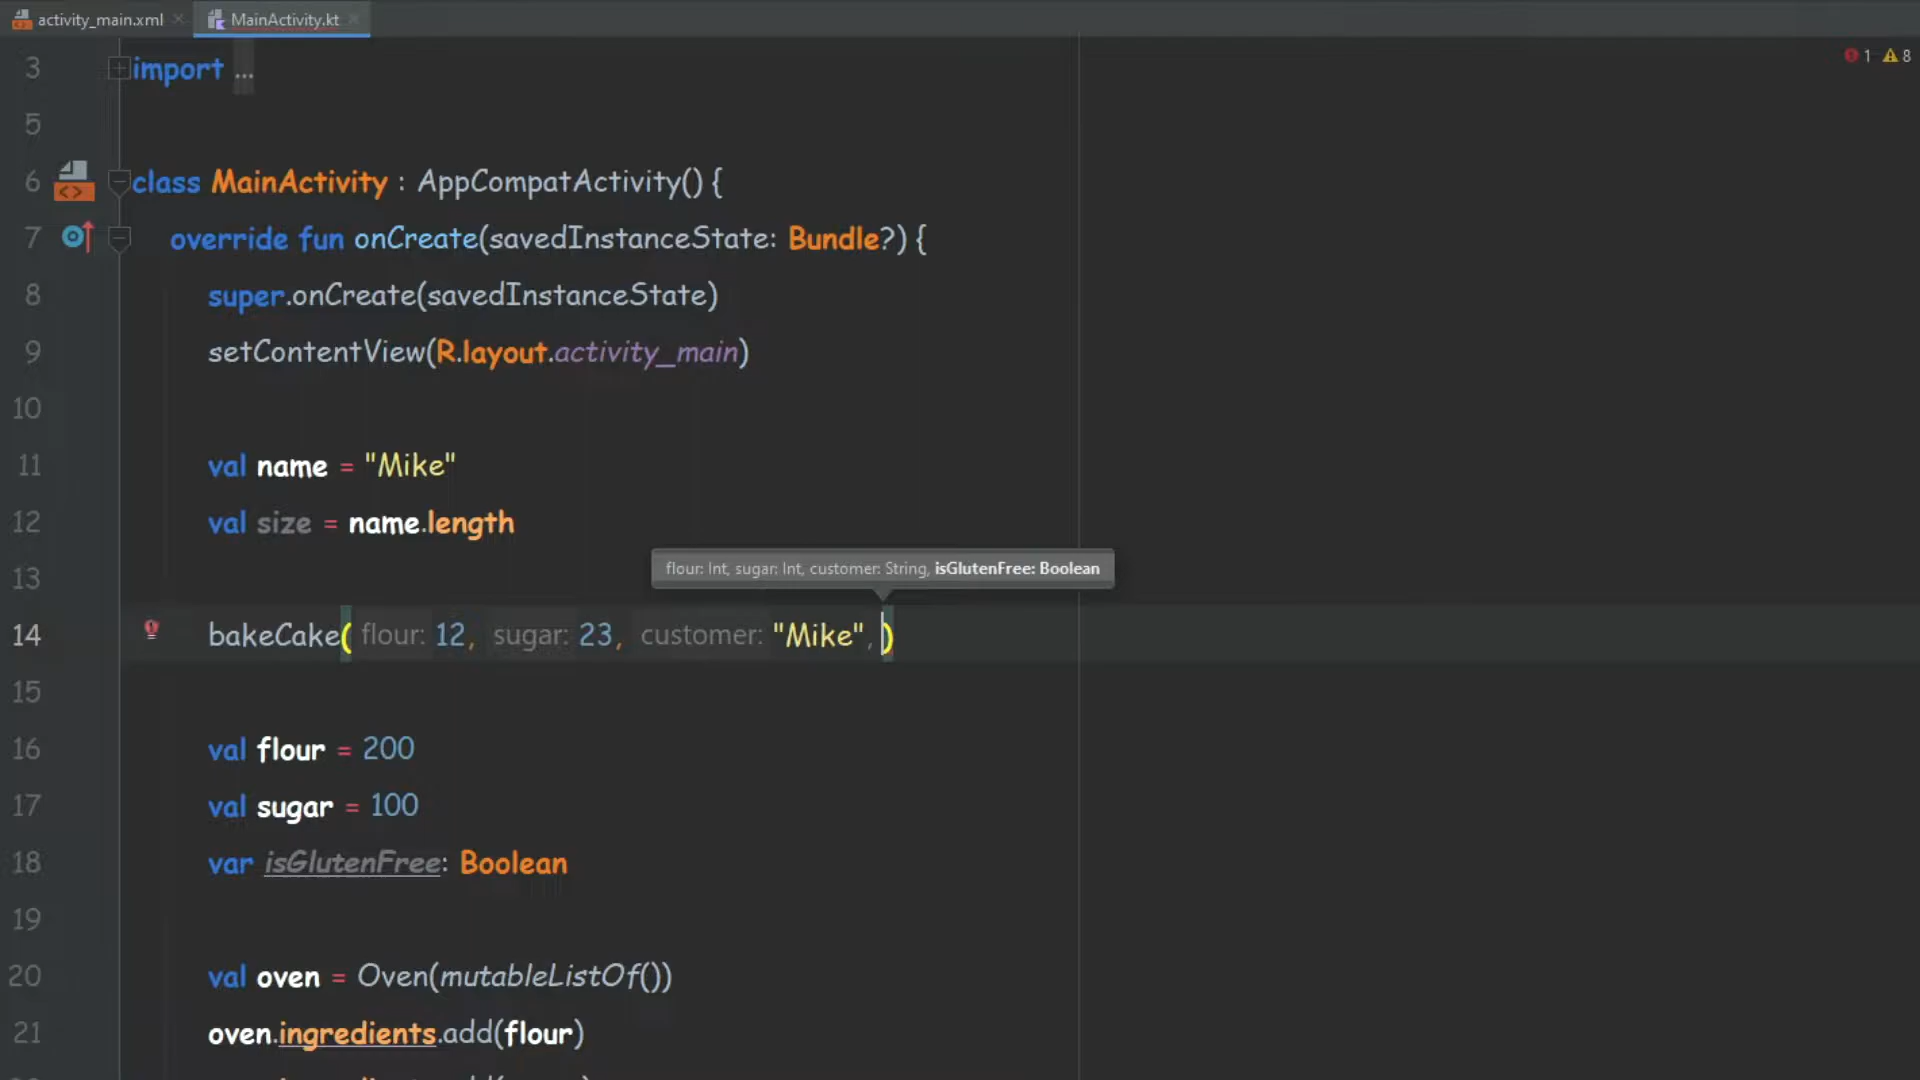 activity_main.xml MainActivity.kt
1 8
3 import ...
5
6 class MainActivity : AppCompatActivity() {
7 override fun onCreate(savedInstanceState: Bundle?) {
8 super.onCreate(savedInstanceState)
9 setContentView(R.layout.activity_main)
10
11 val name = "Mike"
12 val size = name.length
13
flour: Int, sugar: Int, customer: String, isGlutenFree: Boolean
14 bakeCake( flour: 12, sugar: 23, customer: "Mike", )
15
16 val flour = 200
17 val sugar = 100
18 var isGlutenFree: Boolean
19
20 val oven = Oven(mutableListOf())
21 oven.ingredients.add(flour)